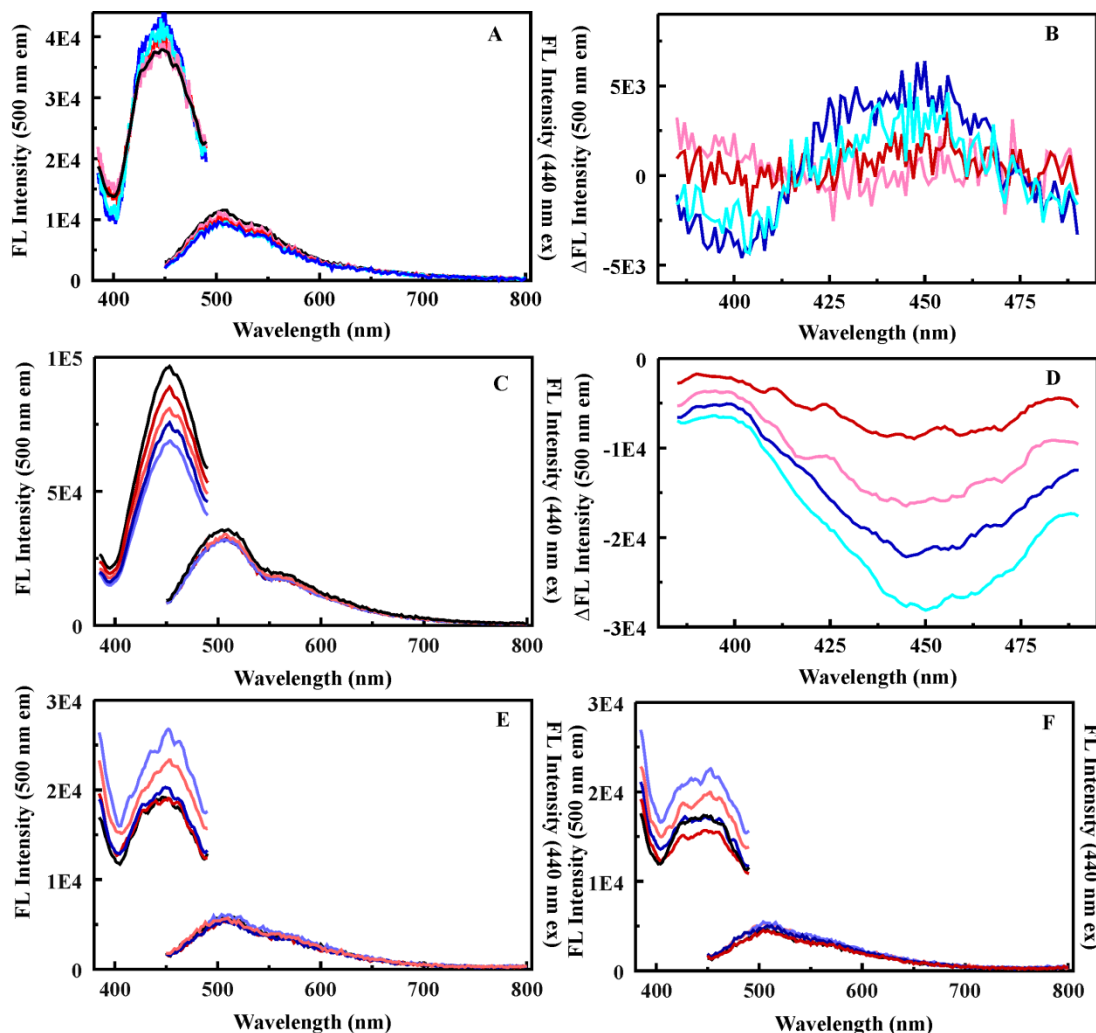 A
4E4
3E4
2E4
1E4
0
400 500 600 700 800
Wavelength (nm)
FL Intensity (500 nm em)
FL Intensity (440 nm ex)
B
5E3
0
-5E3
400 425 450 475
Wavelength (nm)
ΔFL Intensity (500 nm em)
C
1E5
5E4
0
400 500 600 700 800
Wavelength (nm)
FL Intensity (500 nm em)
FL Intensity (440 nm ex)
D
0
-1E4
-2E4
-3E4
400 425 450 475
Wavelength (nm)
ΔFL Intensity (500 nm em)
E
3E4
2E4
1E4
0
400 500 600 700 800
Wavelength (nm)
FL Intensity (500 nm em)
FL Intensity (440 nm ex)
F
3E4
2E4
1E4
0
400 500 600 700 800
Wavelength (nm)
FL Intensity (500 nm em)
FL Intensity (440 nm ex)